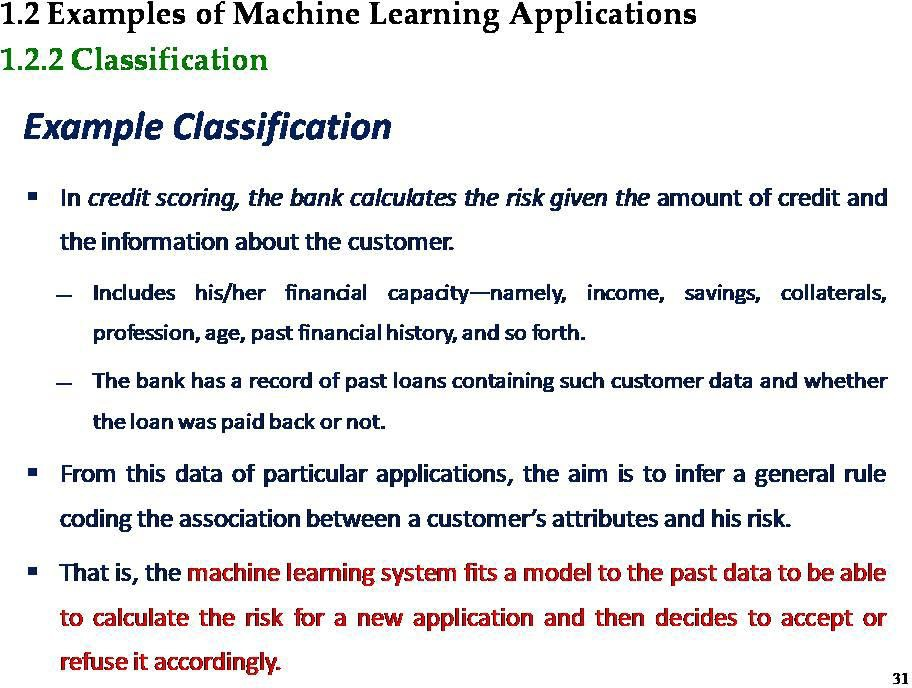 1.2 Examples of Machine Learning Applications
1.2.2 Classification
Example Classification
▪ In credit scoring, the bank calculates the risk given the amount of credit and
the information about the customer.
— Includes his/her financial capacity—namely, income, savings, collaterals,
profession, age, past financial history, and so forth.
— The bank has a record of past loans containing such customer data and whether
the loan was paid back or not.
▪ From this data of particular applications, the aim is to infer a general rule
coding the association between a customer's attributes and his risk.
▪ That is, the machine learning system fits a model to the past data to be able
to calculate the risk for a new application and then decides to accept or
refuse it accordingly.
31